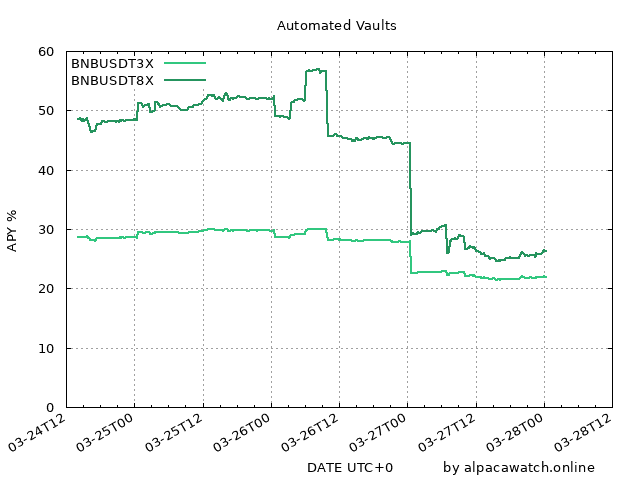 Automated Vaults
BNBUSDT3X
BNBUSDT8X
APY %
60
50
40
30
20
10
0
03-24T12
03-25T00
03-25T12
03-26T00
03-26T12
03-27T00
03-27T12
03-28T00
03-28T12
DATE UTC+0
by alpacawatch.online